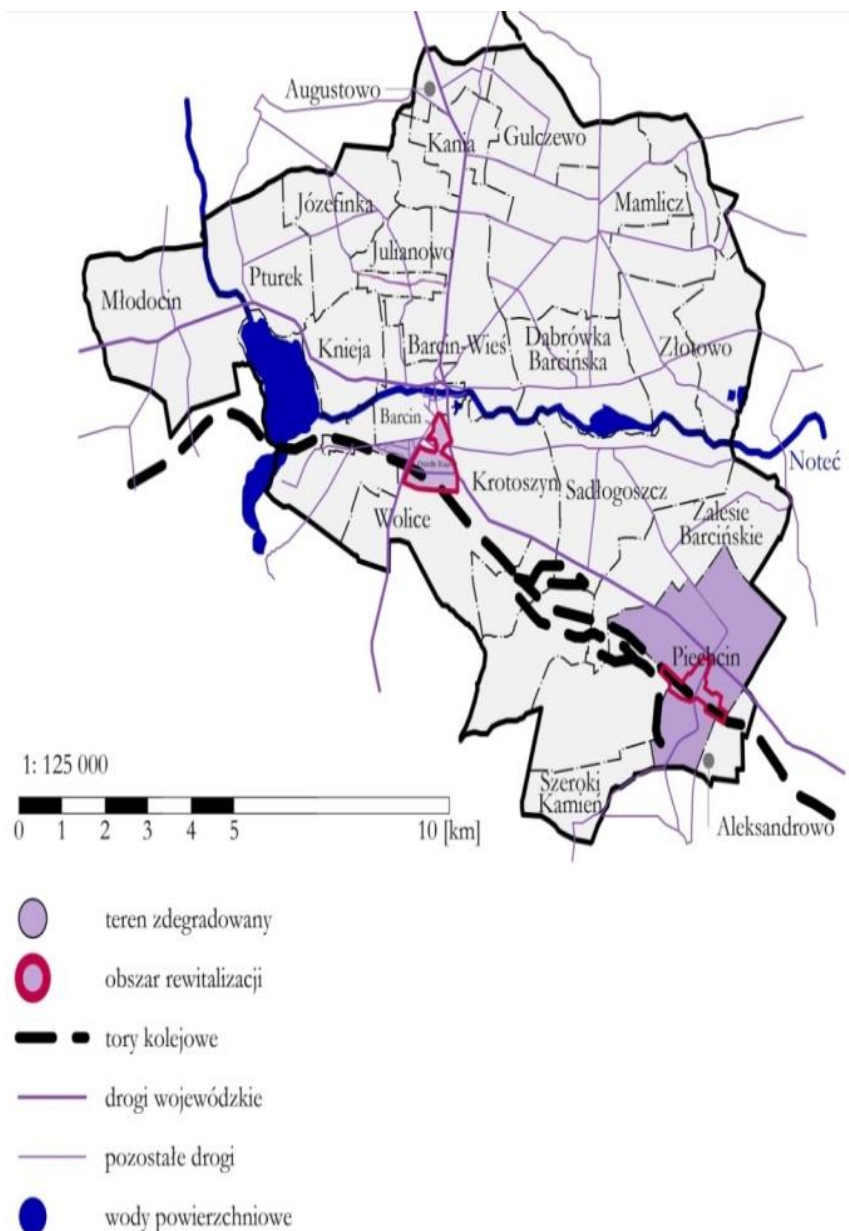 Augustowo
Kania
Gulczewo
Józefinka
Mamlicz
Julianowo
Pturek
Młodocin
Knieja
Barcin-Wieś
Dąbrówka
Barcińska
Złotowo
Barcin
Noteć
Krotoszyn
Sadłogoszcz
Wolice
Zalesie
Barcińskie
Piechcin
Szeroki
Kamień
Aleksandrowo
1: 125 000
0 1 2 3 4 5 10 [km]
teren zdegradowany
obszar rewitalizacji
tory kolejowe
drogi wojewódzkie
pozostałe drogi
wody powierzchniowe